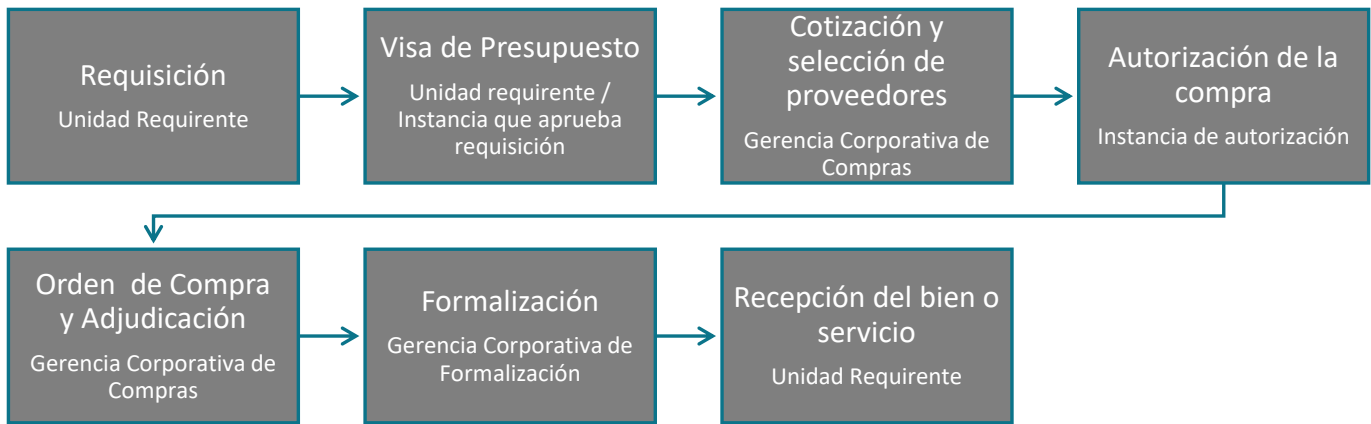 Requisición
Unidad Requirente
Visa de Presupuesto
Unidad requirente /
Instancia que aprueba
requisición
Cotización y
selección de
proveedores
Gerencia Corporativa de
Compras
Autorización de la
compra
Instancia de autorización
Orden  de Compra
y Adjudicación
Gerencia Corporativa de
Compras
Formalización
Gerencia Corporativa de
Formalización
Recepción del bien o
servicio
Unidad Requirente